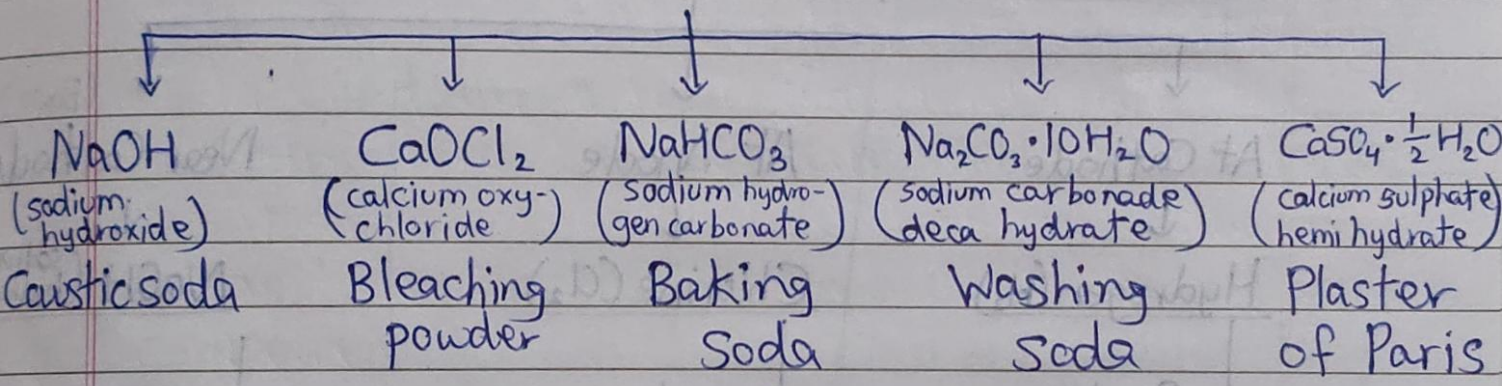 NaOH CaOCl₂ NaHCO₃ Na₂CO₃·10H₂O CaSO₄·½H₂O
(sodium hydroxide) (calcium oxy-chloride) (sodium hydro-gen carbonate) (sodium carbonade deca hydrate) (calcium sulphate hemi hydrate)
Caustic soda Bleaching powder Baking Soda Washing soda Plaster of Paris